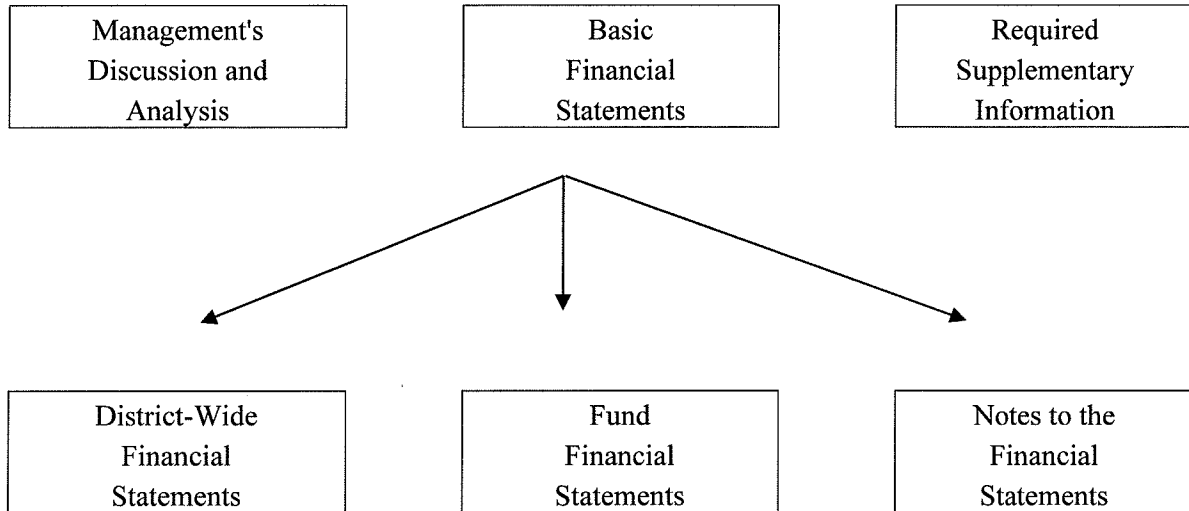 Management's
Discussion and
Analysis
Basic
Financial
Statements
Required
Supplementary
Information
District-Wide
Financial
Statements
Fund
Financial
Statements
Notes to the
Financial
Statements